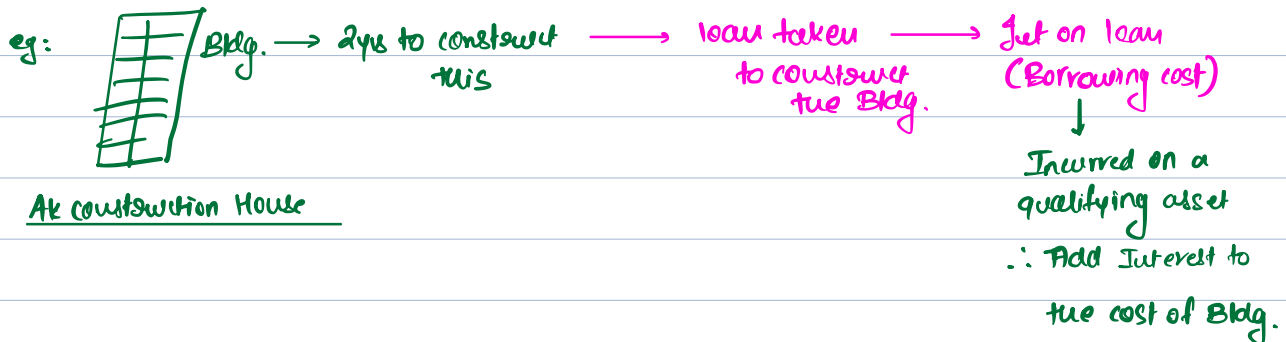 eg:
Bldg. → 2yrs to construct
this
→ loan taken
to construct
the Bldg.
→ Int on loan
(Borrowing cost)
↓
Incurred on a
qualifying asset
∴ Add Interest to
the cost of Bldg.
AK construction House